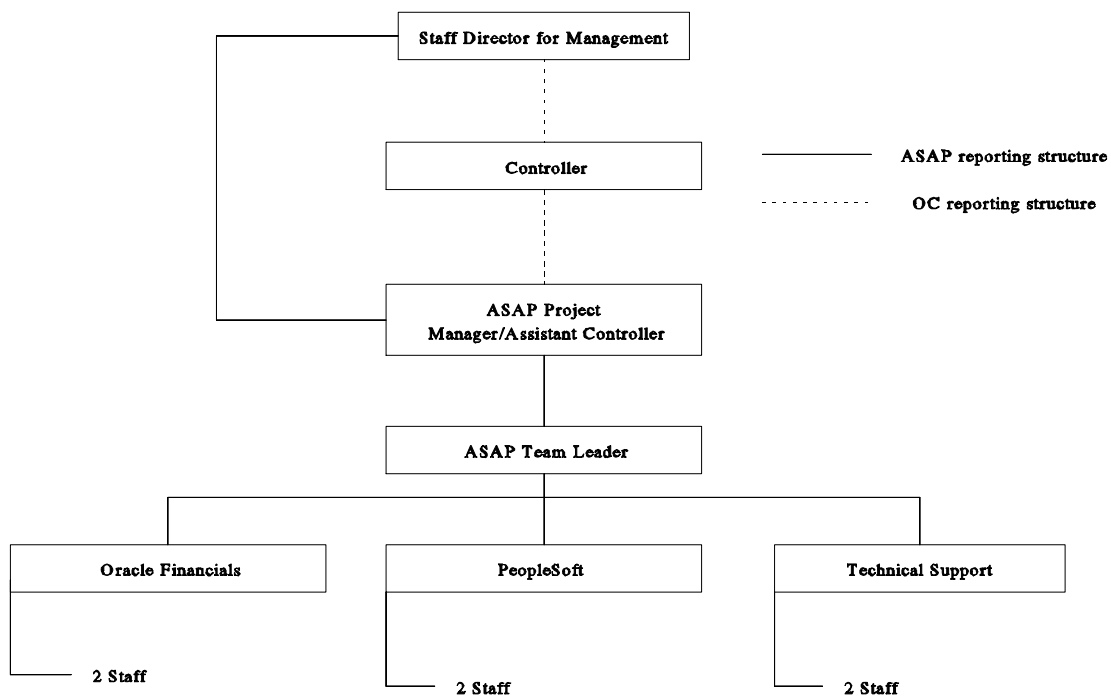 Staff Director for Management
Controller
ASAP reporting structure
OC reporting structure
ASAP Project
Manager/Assistant Controller
ASAP Team Leader
Oracle Financials
PeopleSoft
Technical Support
2 Staff
2 Staff
2 Staff